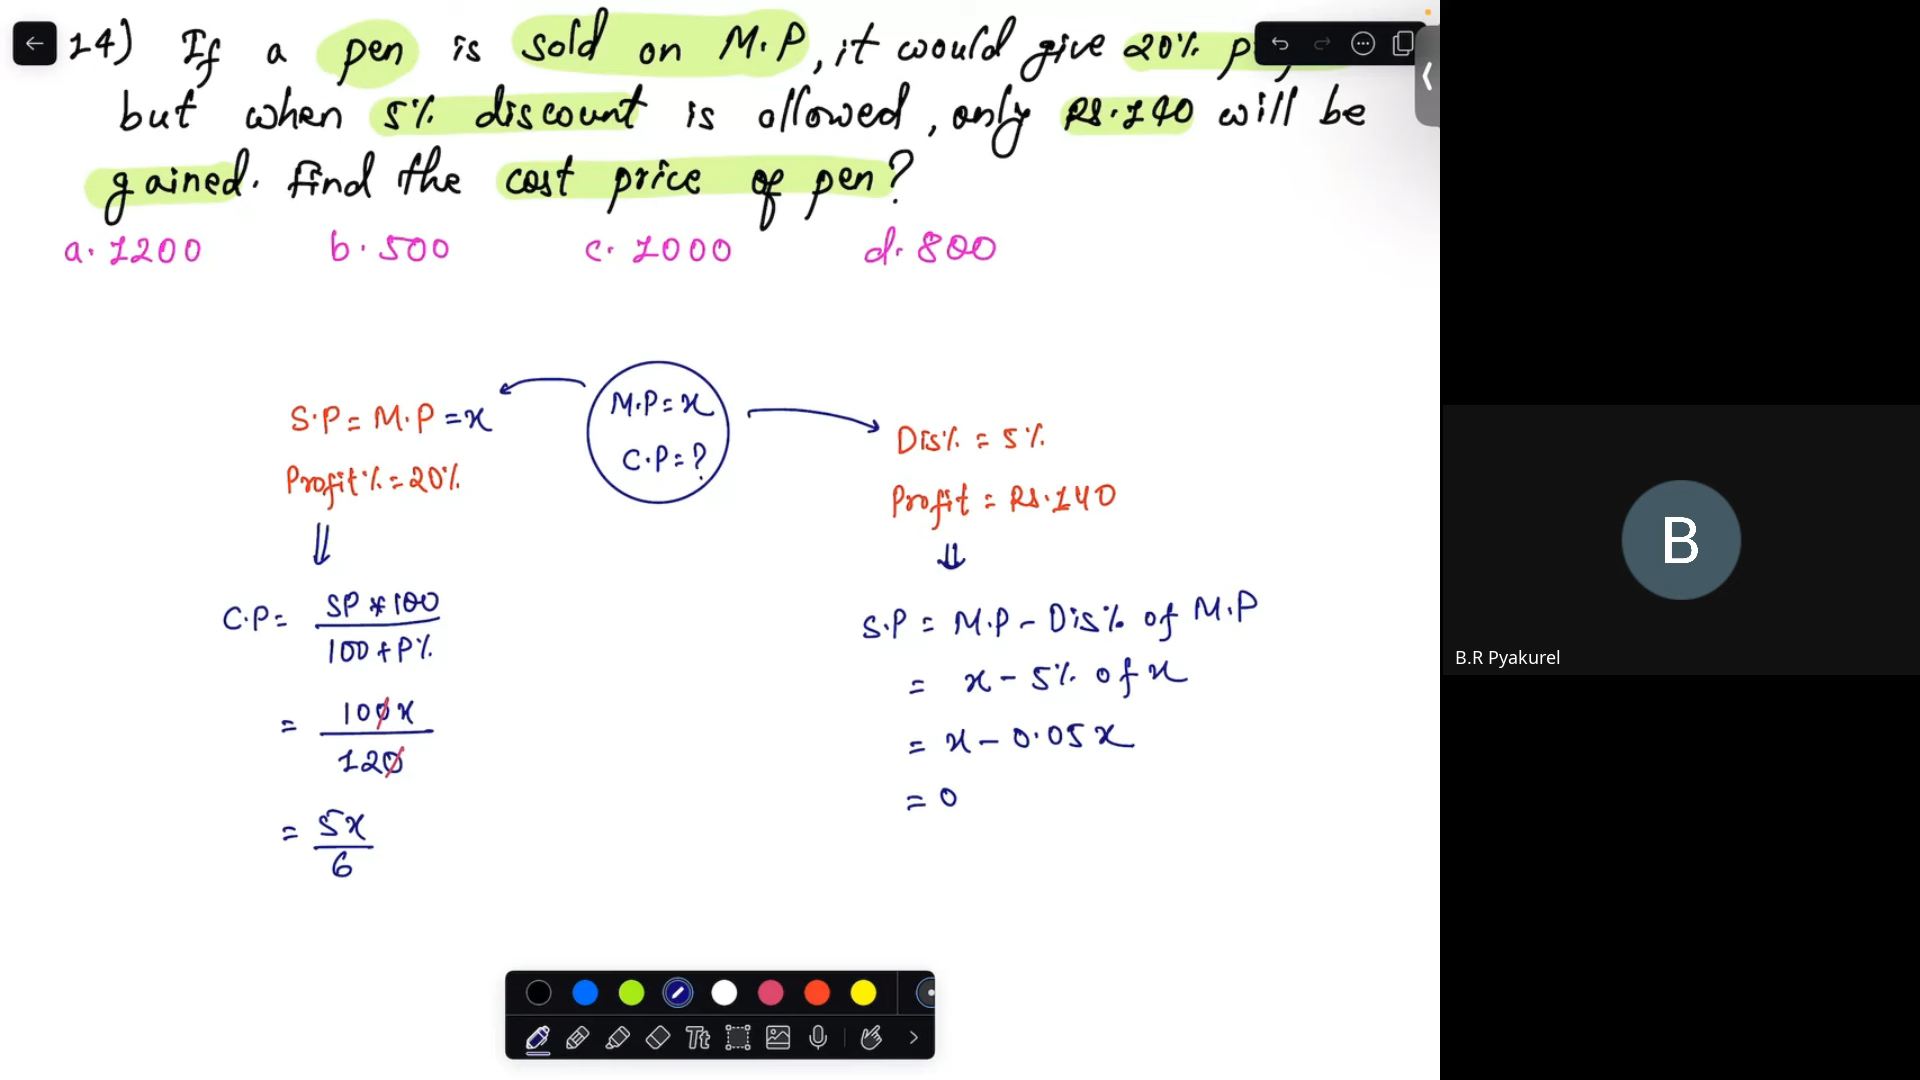 14) If a pen is sold on M.P, it would give 20%
but when 5% discount is allowed, only RS.140 will be
gained. Find the cost price of pen?
a. 1200 b. 500 c. 1000 d. 800
M.P = x
C.P = ?
S.P = M.P = x
Profit% = 20%
Dis% = 5%
Profit = RS.140
C.P = SP * 100 / 100 + P%
= 100x / 120
= 5x / 6
S.P = M.P - Dis% of M.P
= x - 5% of x
= x - 0.05x
= 0
B
B.R Pyakurel
Tt